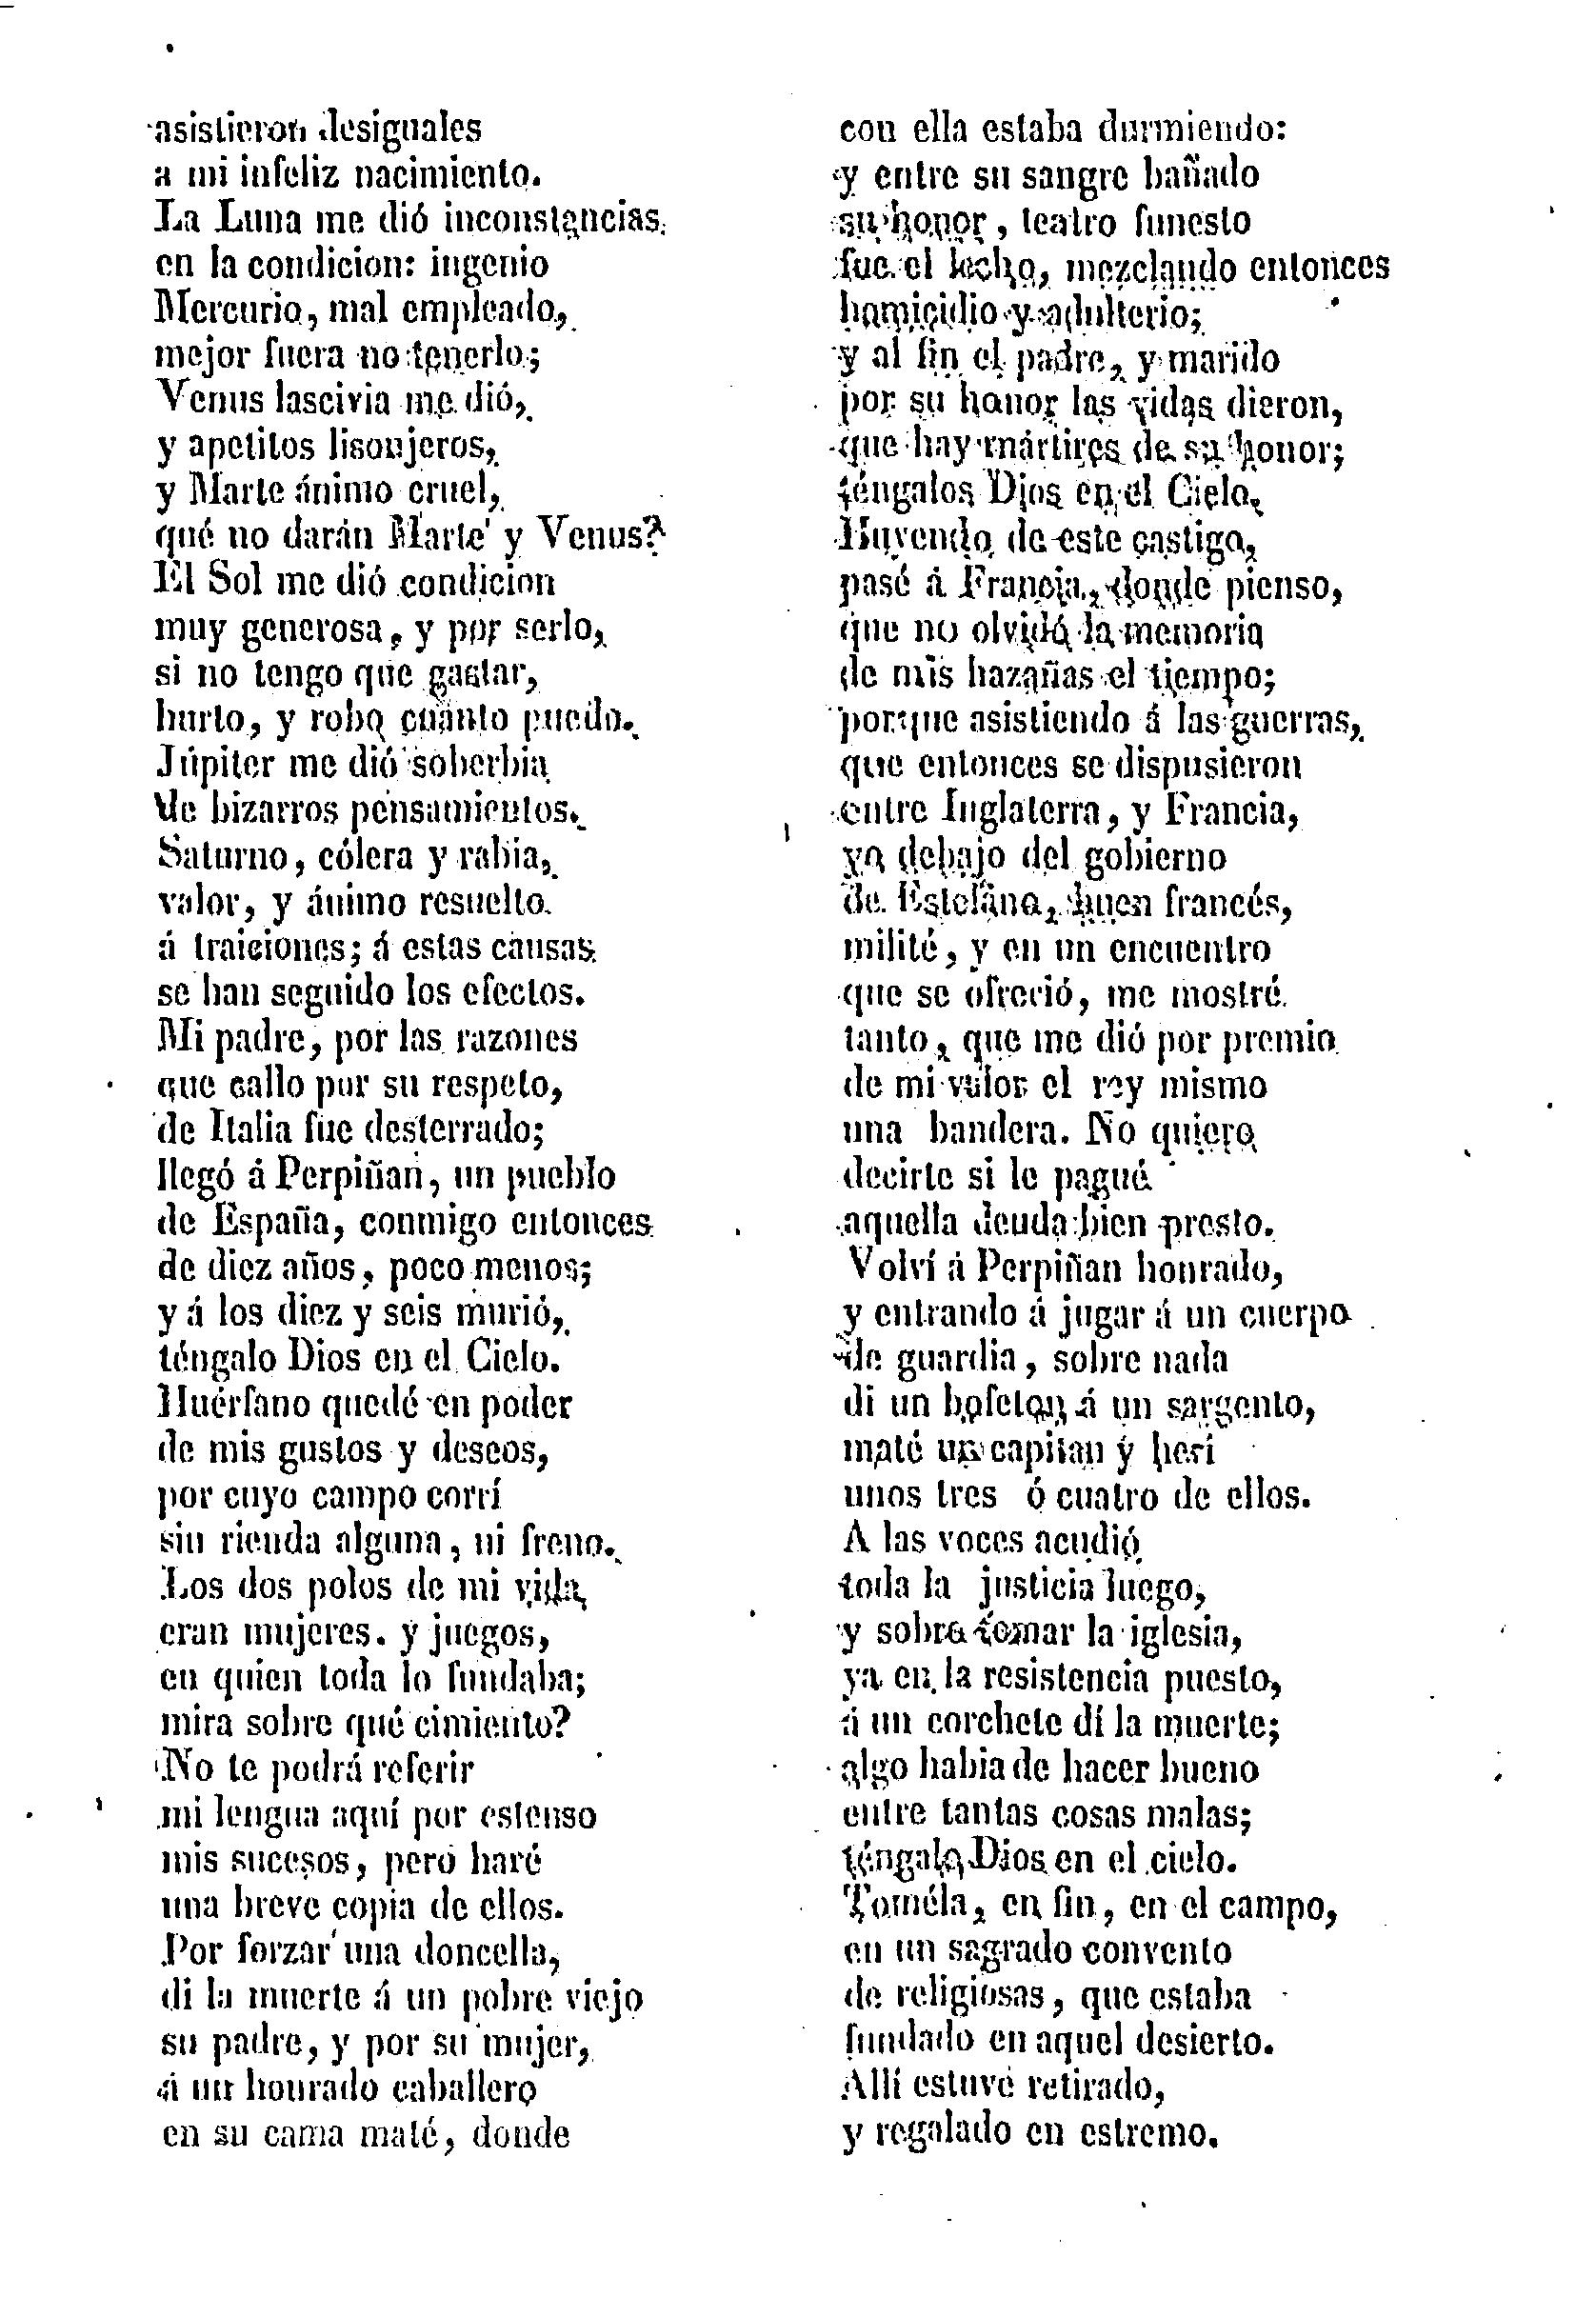 asistieron desiguales
a mi infeliz nacimiento.
La Luna me dió inconstancias
en la condicion: ingenio
Mercurio, mal empleado,
mejor fuera no tenerlo;
Venus lascivia me dió,
y apetitos lisonjeros,
y Marte ánimo cruel,
qué no darán Marte y Venus?
El Sol me dió condicion
muy generosa, y por serlo,
si no tengo que gastar,
hurto, y robo cuanto puedo.
Júpiter me dió soberbia
de bizarros pensamientos.
Saturno, cólera y rabia,
valor, y ánimo resuelto
á traiciones; á estas causas
se han seguido los efectos.
Mi padre, por las razones
que callo por su respeto,
de Italia fue desterrado;
llegó á Perpiñan, un pueblo
de España, conmigo entonces
de diez años, poco menos;
y á los diez y seis murió,
téngalo Dios en el Cielo.
Huérfano quedé en poder
de mis gustos y deseos,
por cuyo campo corrí
sin rienda alguna, ni freno.
Los dos polos de mi vida
eran mujeres. y juegos,
en quien toda lo fundaba;
mira sobre qué cimiento?
No te podrá referir
mi lengua aquí por estenso
mis sucesos, pero haré
una breve copia de ellos.
Por forzar una doncella,
di la muerte á un pobre viejo
su padre, y por su mujer,
á un honrado caballero
en su cama maté, donde
con ella estaba durmiendo:
y entre su sangre bañado
su honor, teatro funesto
fue el lecho, mezclando entonces
homicidio y adulterio;
y al fin el padre, y marido
por su honor las vidas dieron,
que hay mártires de su honor;
téngalos Dios en el Cielo.
Huyendo de este castigo,
pasé á Francia, donde pienso,
que no olvidó la memoria
de mis hazañas el tiempo;
porque asistiendo á las guerras,
que entonces se dispusieron
entre Inglaterra, y Francia,
yo debajo del gobierno
de Estefano, buen francés,
milité, y en un encuentro
que se ofreció, me mostré
tanto, que me dió por premio
de mi valor el rey mismo
una bandera. No quiero
decirte si le pagué
aquella deuda bien presto.
Volví á Perpiñan honrado,
y entrando á jugar á un cuerpo
de guardia, sobre nada
di un bofeton á un sargento,
maté un capitan y herí
unos tres ó cuatro de ellos.
A las voces acudió
toda la justicia luego,
y sobre tomar la iglesia,
ya en la resistencia puesto,
á un corchete dí la muerte;
algo habia de hacer bueno
entre tantas cosas malas;
téngalo Dios en el cielo.
Toméla, en fin, en el campo,
en un sagrado convento
de religiosas, que estaba
fundado en aquel desierto.
Allí estuve retirado,
y regalado en estremo.